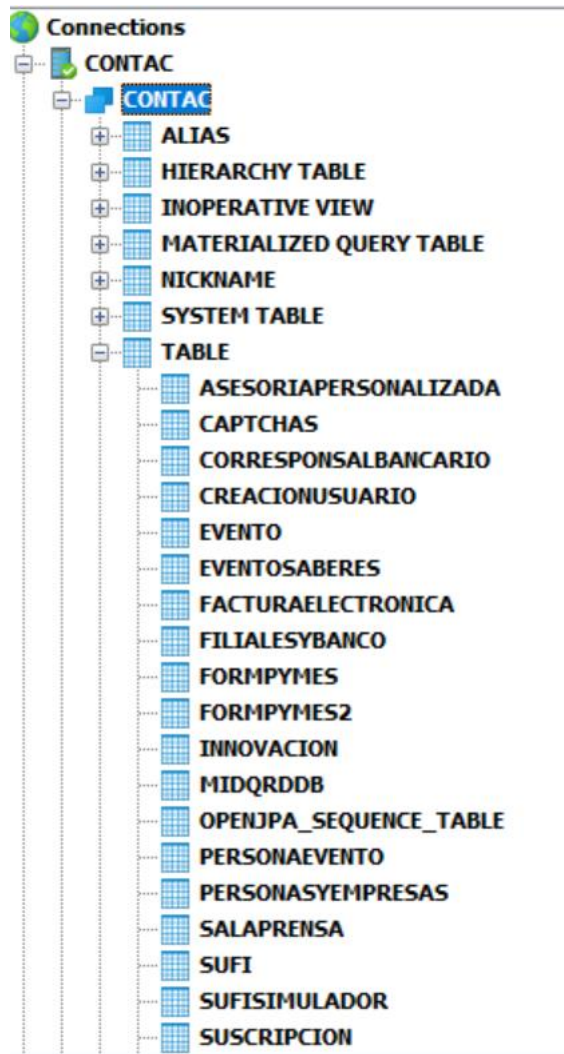 Connections
CONTAC
CONTAC
ALIAS
HIERARCHY TABLE
INOPERATIVE VIEW
MATERIALIZED QUERY TABLE
NICKNAME
SYSTEM TABLE
TABLE
ASESORIAPERSONALIZADA
CAPTCHAS
CORRESPONSALBANCARIO
CREACIONUSUARIO
EVENTO
EVENTOSABERES
FACTURAELECTRONICA
FILIALESYBANCO
FORMPYMES
FORMPYMES2
INNOVACION
MIDQRDDB
OPENJPA_SEQUENCE_TABLE
PERSONAEVENTO
PERSONASYEMPRESAS
SALAPRENSA
SUFI
SUFISIMULADOR
SUSCRIPCION